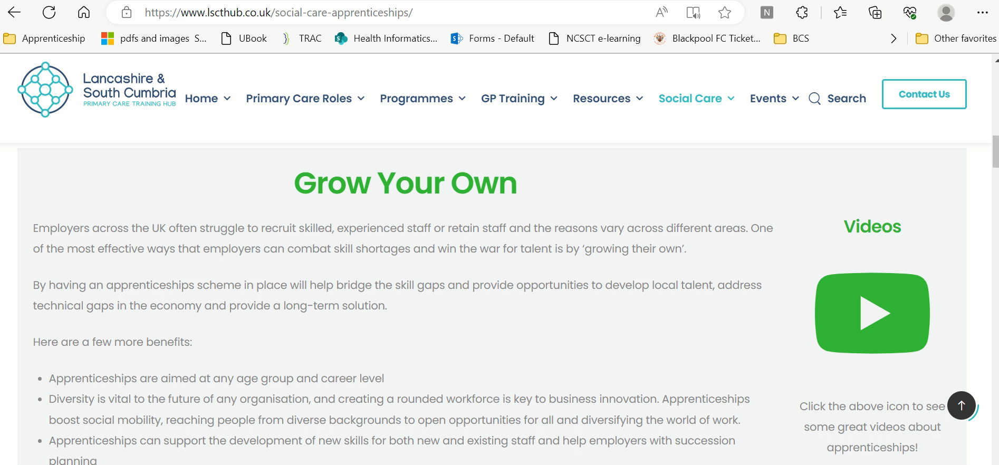 https://www.lscthub.co.uk/social-care-apprenticeships/
A
N
Apprenticeship pdfs and images S... UBook TRAC Health Informatics... Forms - Default NCSCT e-learning Blackpool FC Ticket... BCS Other favorites
Lancashire &
South Cumbria
PRIMARY CARE TRAINING HUB
Home Primary Care Roles Programmes GP Training Resources Social Care Events Search Contact Us
Grow Your Own
Employers across the UK often struggle to recruit skilled, experienced staff or retain staff and the reasons vary across different areas. One
of the most effective ways that employers can combat skill shortages and win the war for talent is by ‘growing their own’.
By having an apprenticeships scheme in place will help bridge the skill gaps and provide opportunities to develop local talent, address
technical gaps in the economy and provide a long-term solution.
Here are a few more benefits:
• Apprenticeships are aimed at any age group and career level
• Diversity is vital to the future of any organisation, and creating a rounded workforce is key to business innovation. Apprenticeships
boost social mobility, reaching people from diverse backgrounds to open opportunities for all and diversifying the world of work.
• Apprenticeships can support the development of new skills for both new and existing staff and help employers with succession
planning
Videos
Click the above icon to see
some great videos about
apprenticeships!